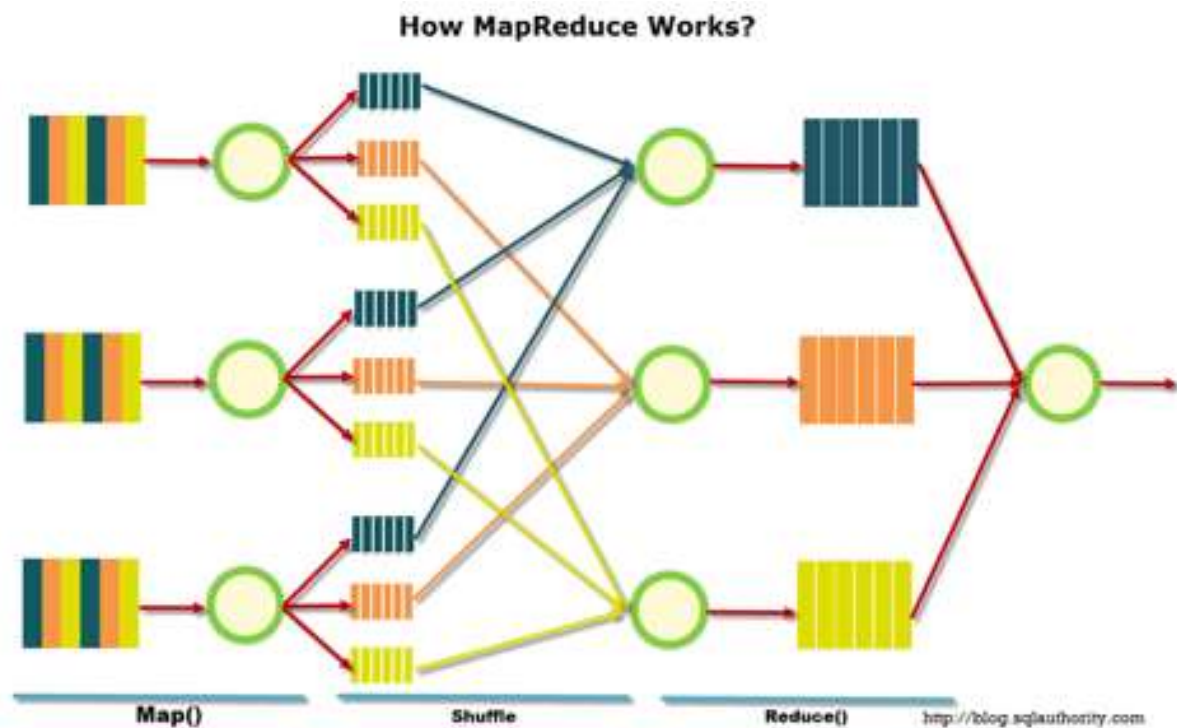 How MapReduce Works?
Map()
Shuffle
Reduce()
http://blog.sqlauthority.com